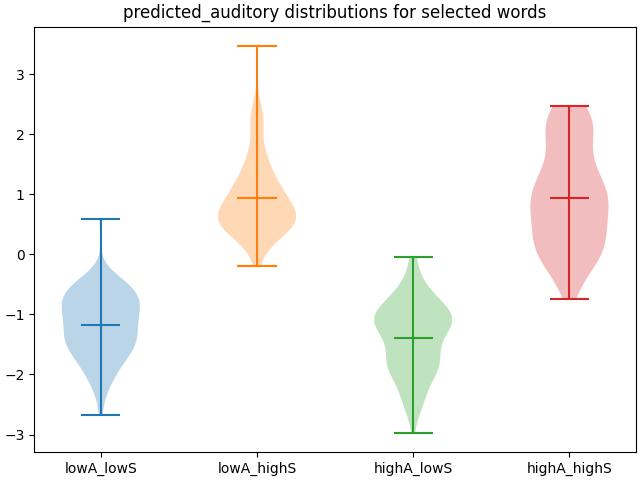 predicted_auditory distributions for selected words
3
2
1
0
−1
−2
−3
lowA_lowS
lowA_highS
highA_lowS
highA_highS